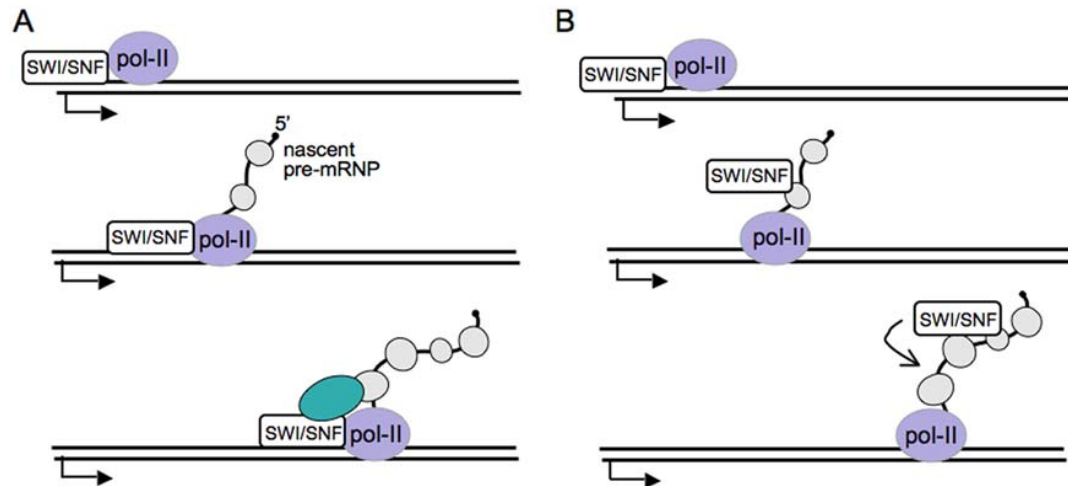 A
SWI/SNF
pol-II
5'
nascent
pre-mRNP
SWI/SNF
pol-II
SWI/SNF
pol-II
B
SWI/SNF
pol-II
SWI/SNF
pol-II
SWI/SNF
pol-II